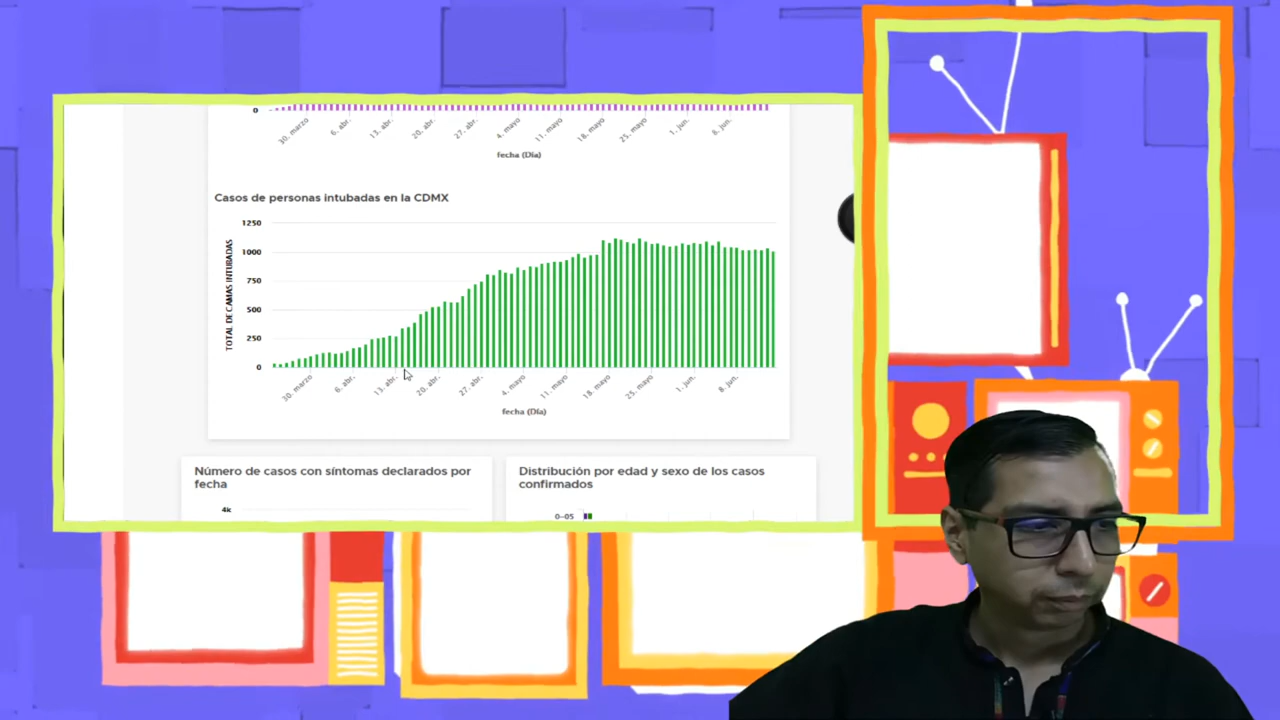 0
30. marzo
6. abr.
13. abr.
20. abr.
27. abr.
4. mayo
11. mayo
18. mayo
25. mayo
1. jun.
8. jun.
fecha (Día)
Casos de personas intubadas en la CDMX
TOTAL DE CAMAS INTUBADAS
1250
1000
750
500
250
0
30. marzo
6. abr.
13. abr.
20. abr.
27. abr.
4. mayo
11. mayo
18. mayo
25. mayo
1. jun.
8. jun.
fecha (Día)
Número de casos con síntomas declarados por
fecha
4k
Distribución por edad y sexo de los casos
confirmados
0–05